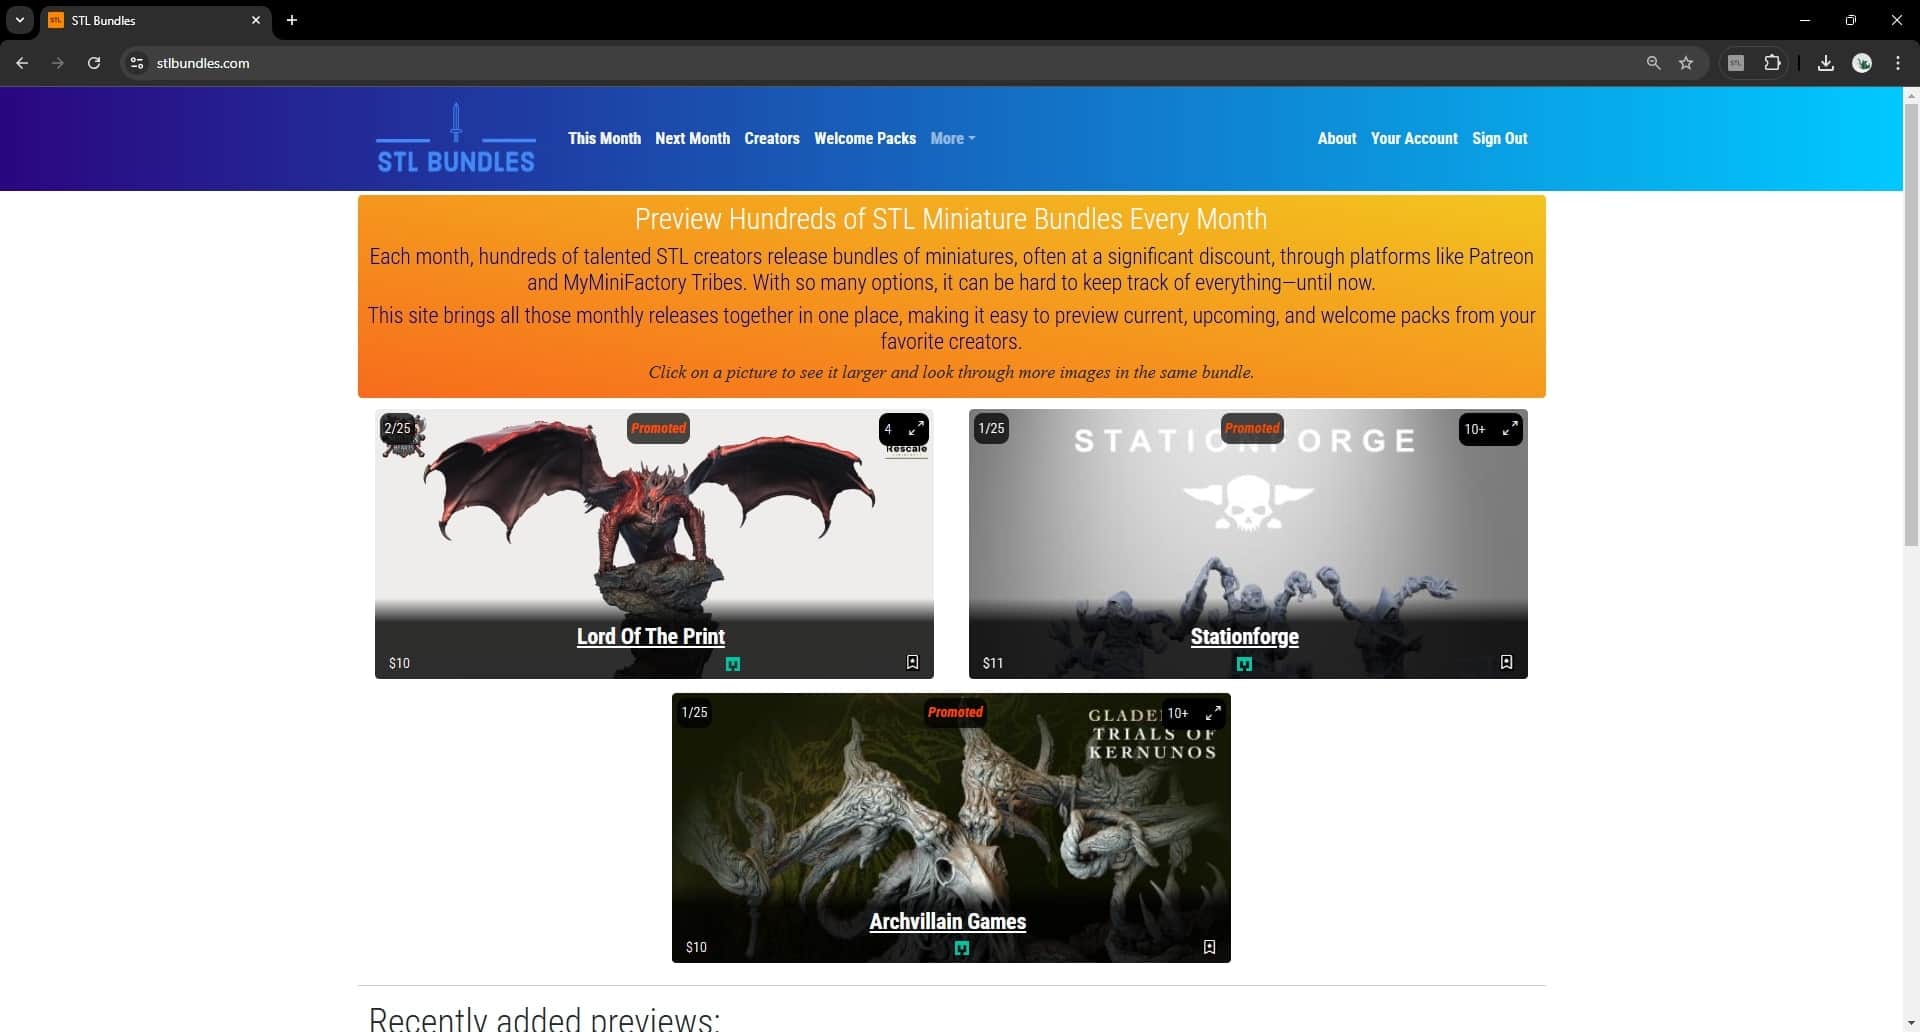 STL Bundles
stlbundles.com
STL BUNDLES
This Month
Next Month
Creators
Welcome Packs
More
About
Your Account
Sign Out
Preview Hundreds of STL Miniature Bundles Every Month
Each month, hundreds of talented STL creators release bundles of miniatures, often at a significant discount, through platforms like Patreon
and MyMiniFactory Tribes. With so many options, it can be hard to keep track of everything—until now.
This site brings all those monthly releases together in one place, making it easy to preview current, upcoming, and welcome packs from your
favorite creators.
Click on a picture to see it larger and look through more images in the same bundle.
2/25
Promoted
4
Rescale
Lord Of The Print
$10
1/25
Promoted
10+
STATIONFORGE
Stationforge
$11
1/25
Promoted
10+
TRIALS OF
KERNUNOS
Archvillain Games
$10
Recently added previews: